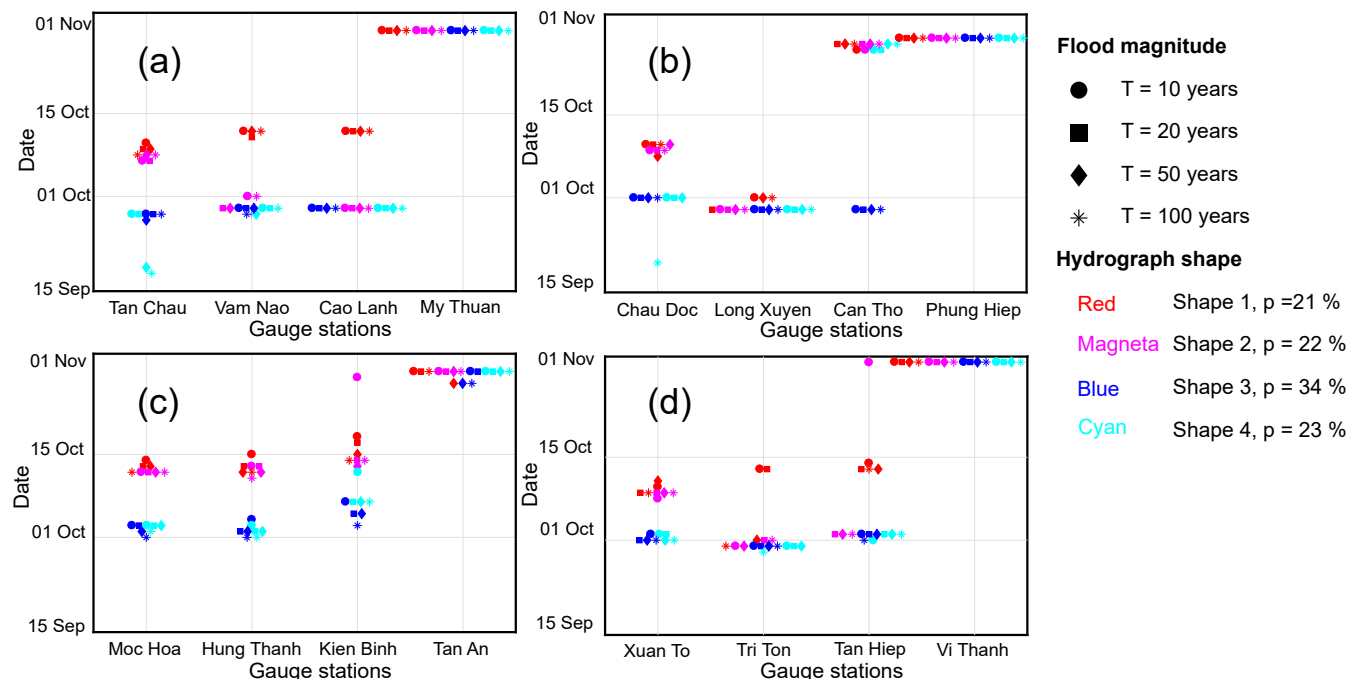 (a)
01 Nov
15 Oct
01 Oct
15 Sep
Date
Tan Chau Vam Nao Cao Lanh My Thuan
Gauge stations
(b)
01 Nov
15 Oct
01 Oct
15 Sep
Date
Chau Doc Long Xuyen Can Tho Phung Hiep
Gauge stations
(c)
01 Nov
15 Oct
01 Oct
15 Sep
Date
Moc Hoa Hung Thanh Kien Binh Tan An
Gauge stations
(d)
01 Nov
15 Oct
01 Oct
15 Sep
Date
Xuan To Tri Ton Tan Hiep Vi Thanh
Gauge stations
Flood magnitude
T = 10 years
T = 20 years
T = 50 years
T = 100 years
Hydrograph shape
Red Shape 1, p =21 %
Magneta Shape 2, p = 22 %
Blue Shape 3, p = 34 %
Cyan Shape 4, p = 23 %